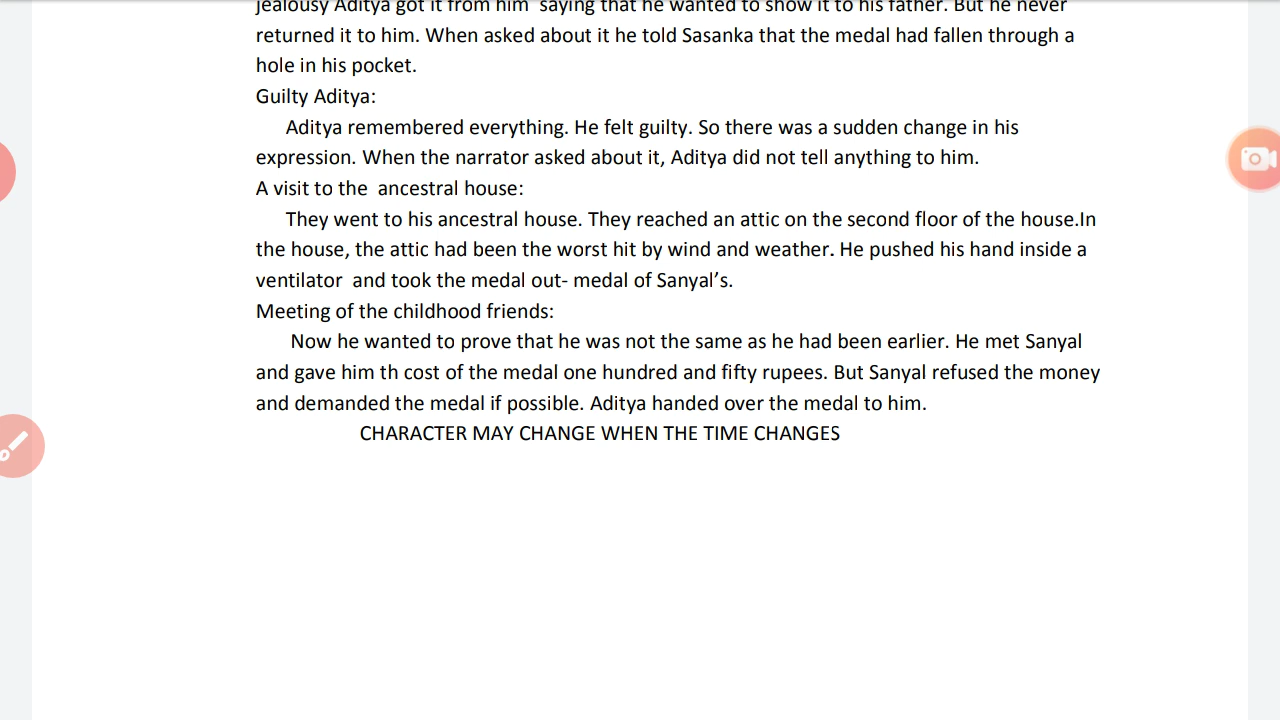 jealousy Aditya got it from him  saying that he wanted to show it to his father. But he never
returned it to him. When asked about it he told Sasanka that the medal had fallen through a
hole in his pocket.
Guilty Aditya:
Aditya remembered everything. He felt guilty. So there was a sudden change in his
expression. When the narrator asked about it, Aditya did not tell anything to him.
A visit to the  ancestral house:
They went to his ancestral house. They reached an attic on the second floor of the house.In
the house, the attic had been the worst hit by wind and weather. He pushed his hand inside a
ventilator  and took the medal out- medal of Sanyal’s.
Meeting of the childhood friends:
Now he wanted to prove that he was not the same as he had been earlier. He met Sanyal
and gave him th cost of the medal one hundred and fifty rupees. But Sanyal refused the money
and demanded the medal if possible. Aditya handed over the medal to him.
CHARACTER MAY CHANGE WHEN THE TIME CHANGES